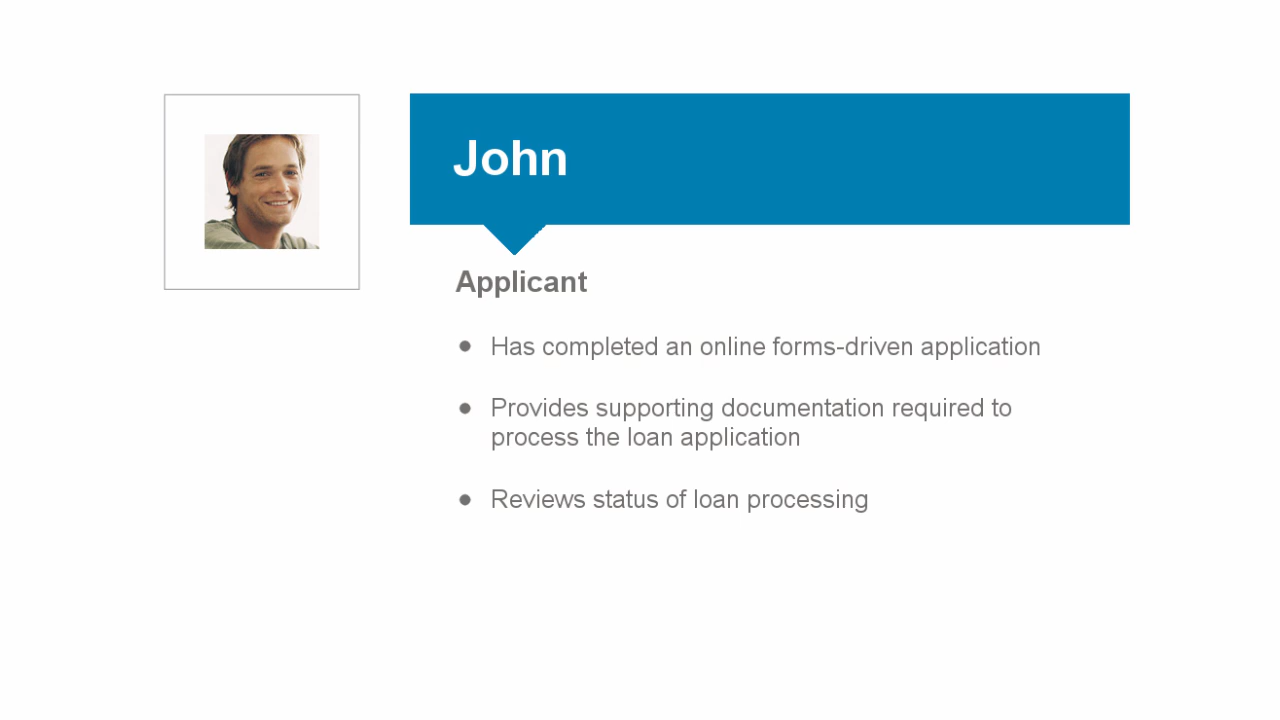 John
Applicant
Has completed an online forms-driven application
Provides supporting documentation required to
process the loan application
Reviews status of loan processing